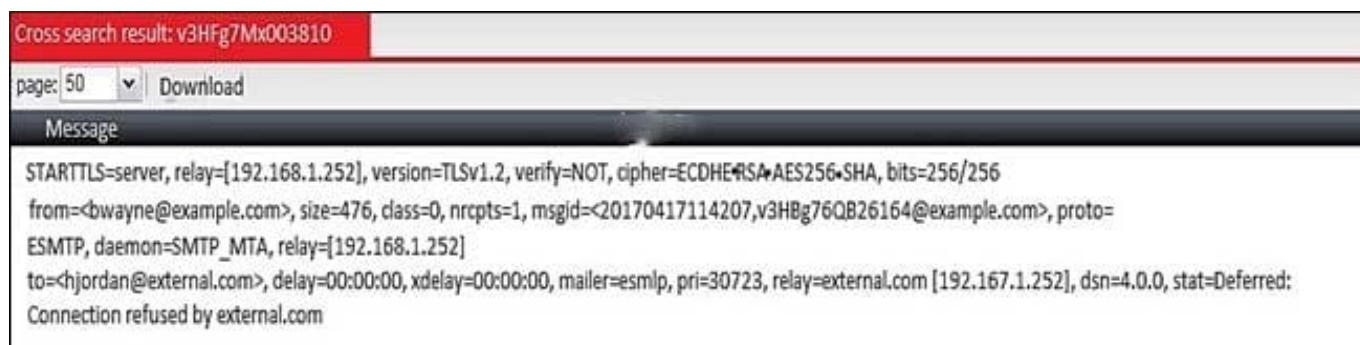 Cross search result: v3HFg7Mx003810
page: 50 Download
Message
STARTTLS=server, relay=[192.168.1.252], version=TLSv1.2, verify=NOT, cipher=ECDHE•RSA•AES256•SHA, bits=256/256
from=<bwayne@example.com>, size=476, class=0, nrcpts=1, msgid=<20170417114207,v3HBg76QB26164@example.com>, proto=
ESMTP, daemon=SMTP_MTA, relay=[192.168.1.252]
to=<hjordan@external.com>, delay=00:00:00, xdelay=00:00:00, mailer=esmlp, pri=30723, relay=external.com [192.167.1.252], dsn=4.0.0, stat=Deferred:
Connection refused by external.com